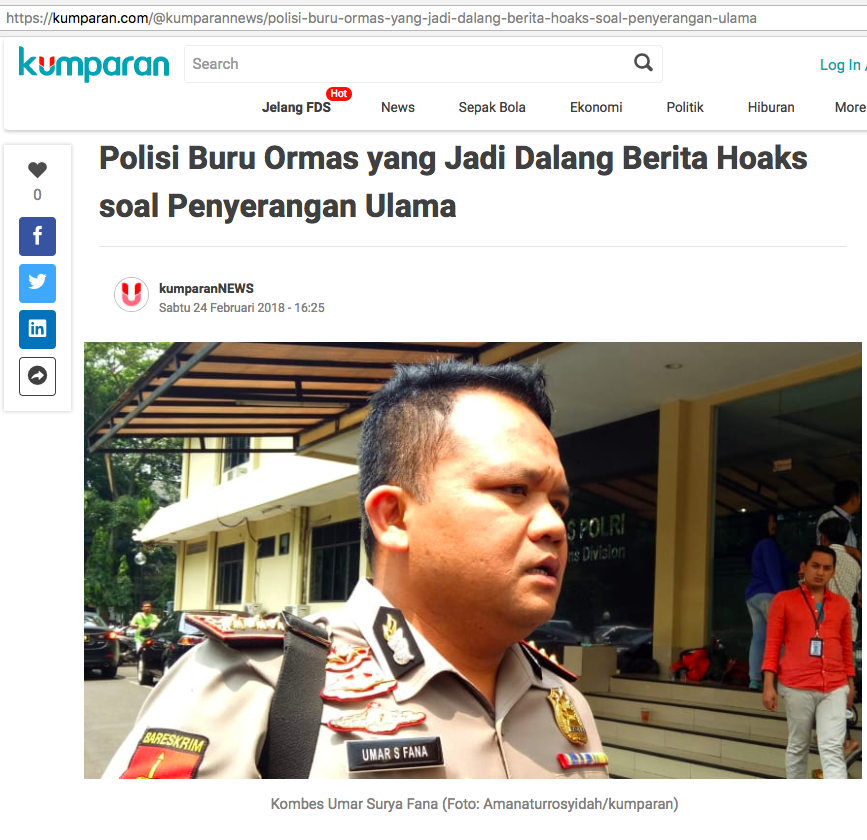 https://kumparan.com/@kumparannews/polisi-buru-ormas-yang-jadi-dalang-berita-hoaks-soal-penyerangan-ulama
kumparan
Search
Log In /
Hot
Jelang FDS News Sepak Bola Ekonomi Politik Hiburan More
0
Polisi Buru Ormas yang Jadi Dalang Berita Hoaks
soal Penyerangan Ulama
kumparanNEWS
Sabtu 24 Februari 2018 - 16:25
S POLRI
ns Division
BARESKRIM
UMAR S FANA
Kombes Umar Surya Fana (Foto: Amanaturrosyidah/kumparan)